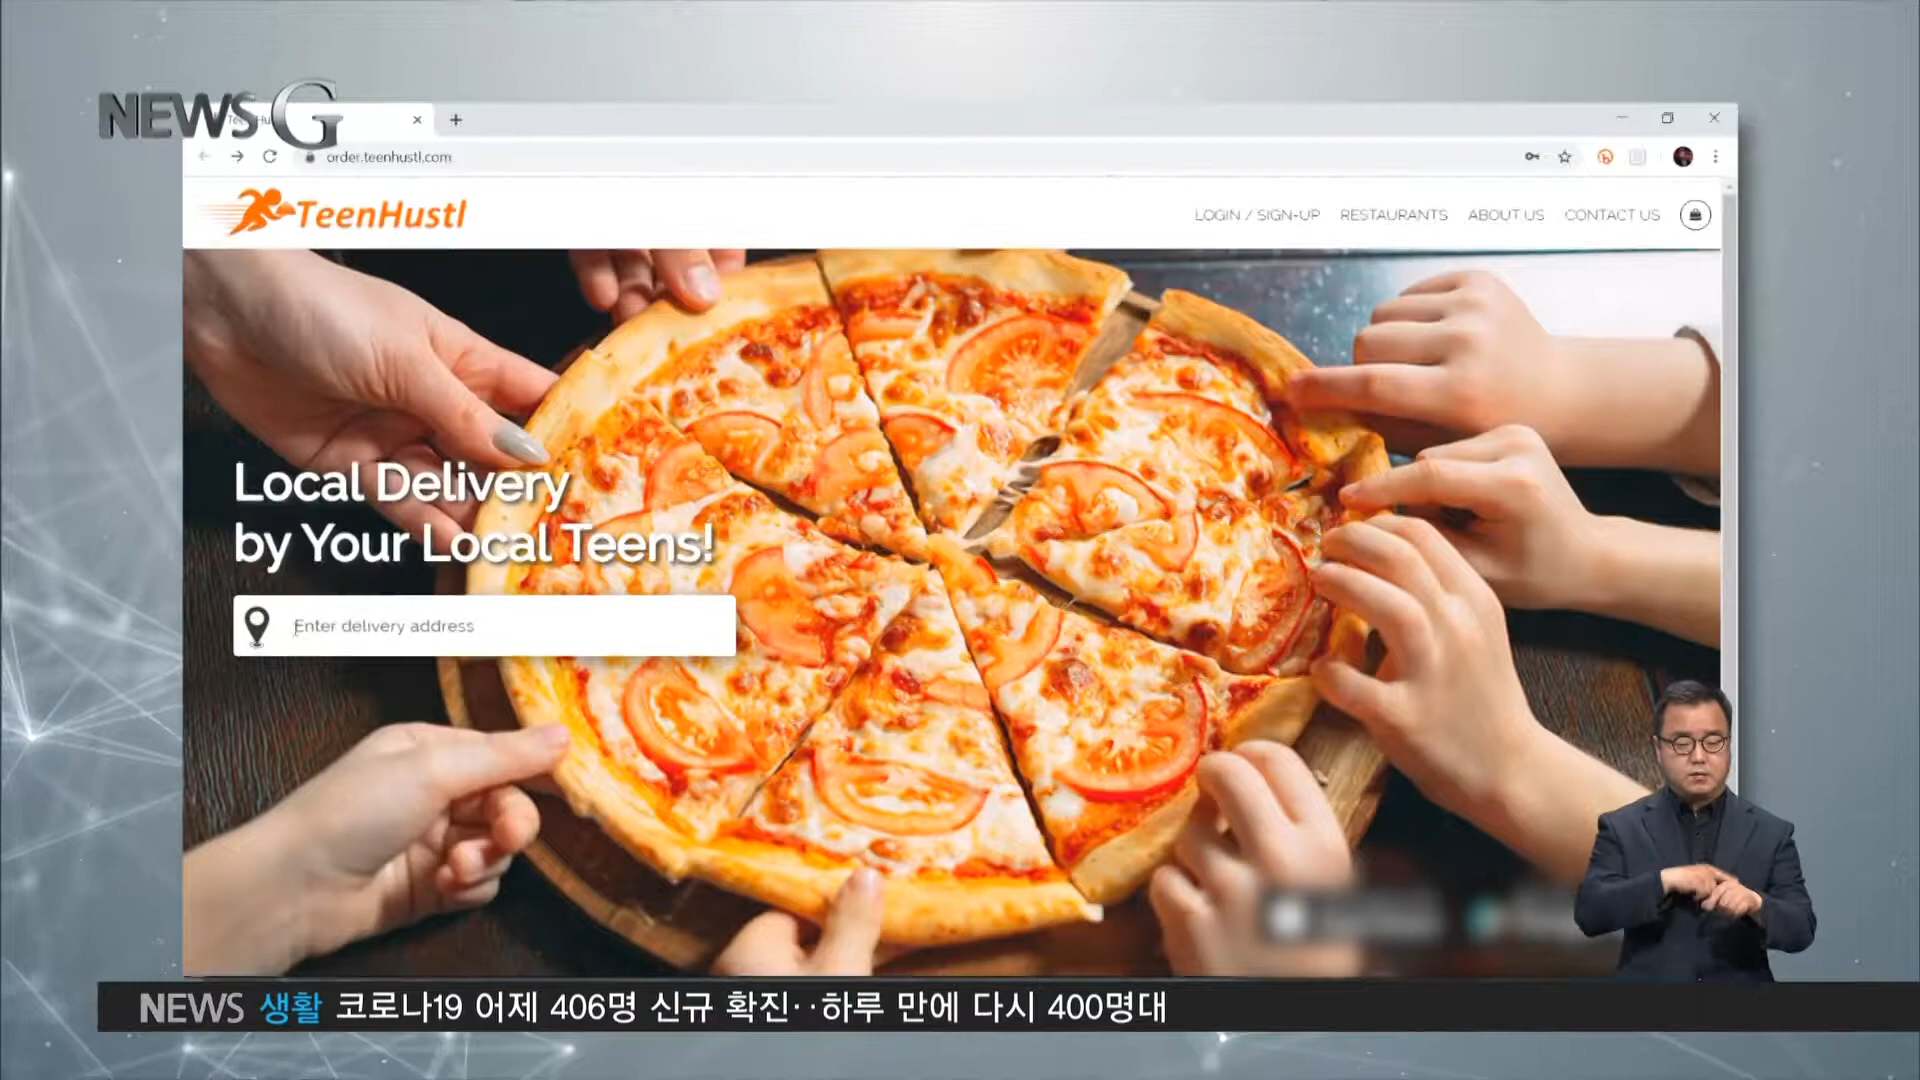 NEWS G
order.teenhustl.com
TeenHustl
LOGIN / SIGN-UP RESTAURANTS ABOUT US CONTACT US
Local Delivery
by Your Local Teens!
Enter delivery address
NEWS 생활 코로나19 어제 406명 신규 확진··하루 만에 다시 400명대